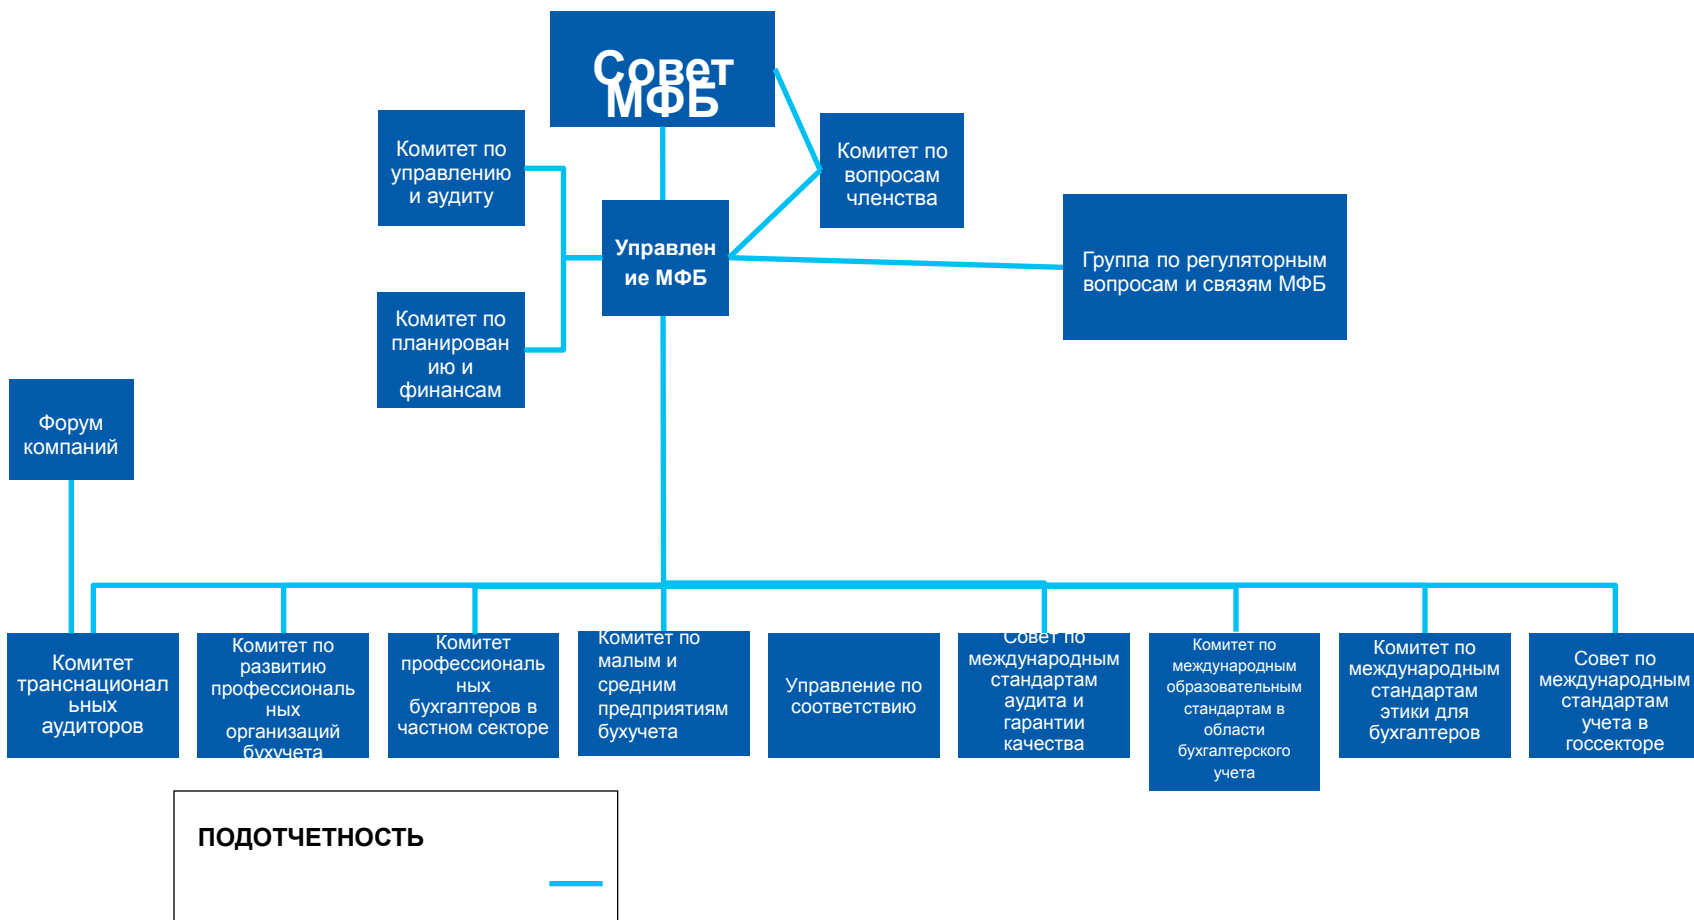 Совет
МФБ
Комитет по
управлению
и аудиту
Комитет по
вопросам
членства
Управлен
ие МФБ
Группа по регуляторным
вопросам и связям МФБ
Комитет по
планирован
ию и
финансам
Форум
компаний
Комитет
транснационал
ьных
аудиторов
Комитет по
развитию
профессиональ
ных
организаций
бухучета
Комитет
профессиональ
ных
бухгалтеров в
частном секторе
Комитет по
малым и
средним
предприятиям
бухучета
Управление по
соответствию
Совет по
международным
стандартам
аудита и
гарантии
качества
Комитет по
международным
образовательным
стандартам в
области
бухгалтерского
учета
Комитет по
международным
стандартам
этики для
бухгалтеров
Совет по
международным
стандартам
учета в
госсекторе
ПОДОТЧЕТНОСТЬ